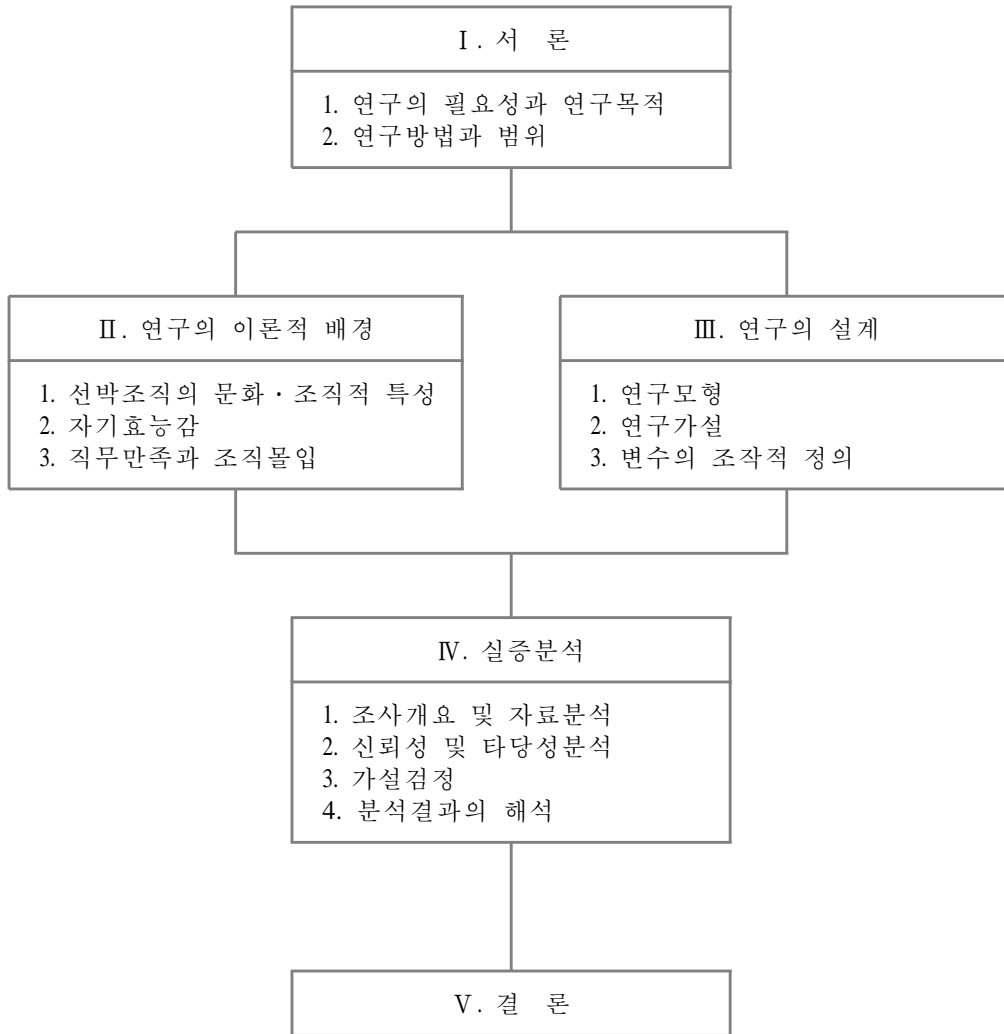 Ⅰ. 서 론
1. 연구의 필요성과 연구목적
2. 연구방법과 범위
Ⅱ. 연구의 이론적 배경
1. 선박조직의 문화·조직적 특성
2. 자기효능감
3. 직무만족과 조직몰입
Ⅲ. 연구의 설계
1. 연구모형
2. 연구가설
3. 변수의 조작적 정의
Ⅳ. 실증분석
1. 조사개요 및 자료분석
2. 신뢰성 및 타당성분석
3. 가설검정
4. 분석결과의 해석
Ⅴ. 결 론